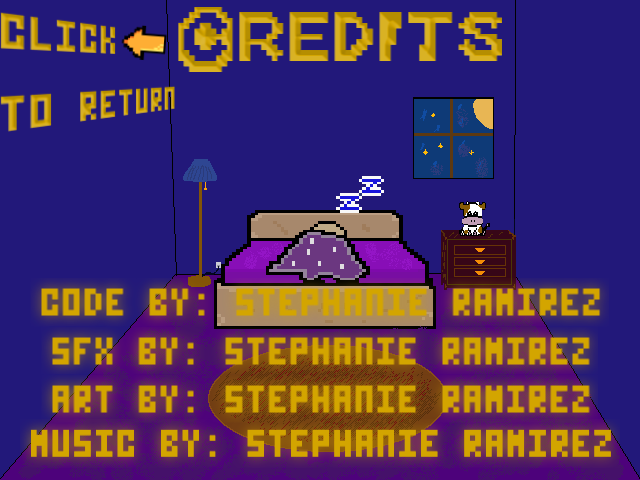 CREDITS
CLICK
TO RETURN
CODE BY: STEPHANIE RAMIREZ
SFX BY: STEPHANIE RAMIREZ
ART BY: STEPHANIE RAMIREZ
MUSIC BY: STEPHANIE RAMIREZ